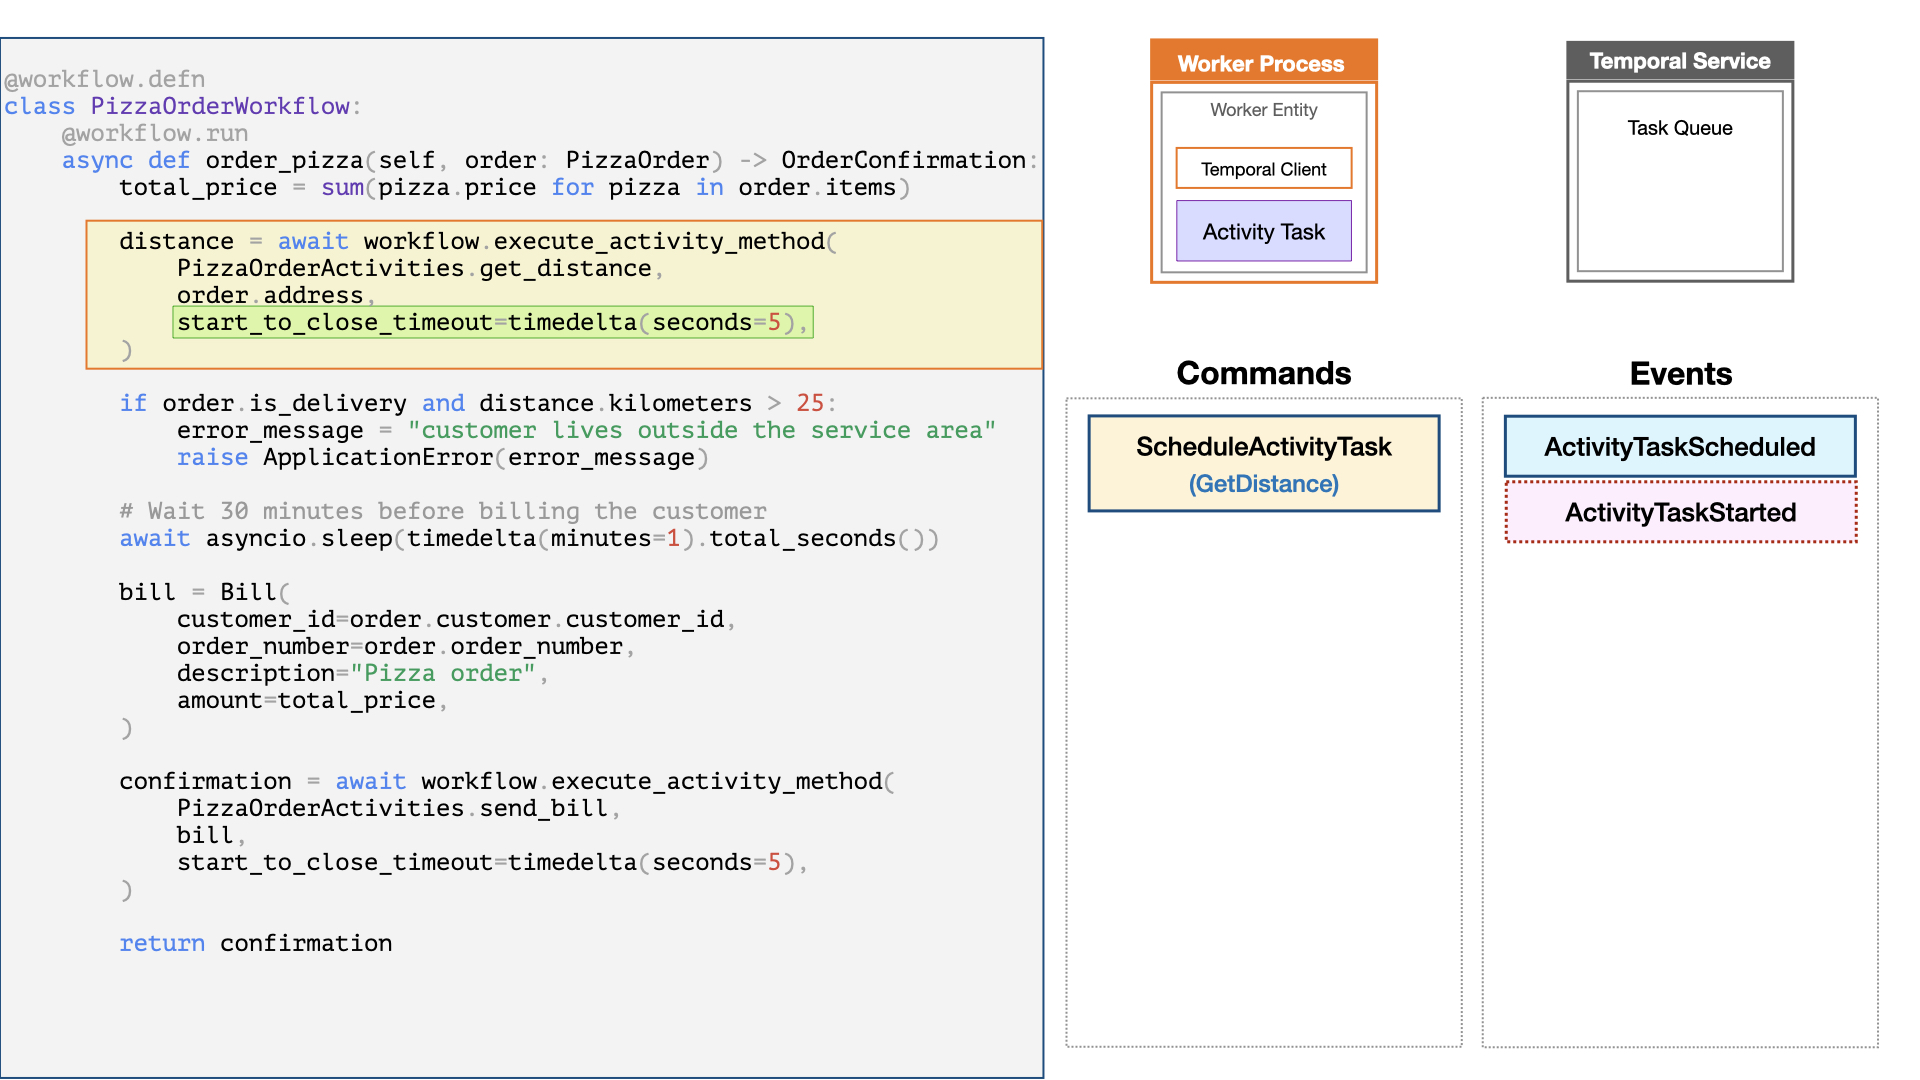 @workflow.defn
class PizzaOrderWorkflow:
    @workflow.run
    async def order_pizza(self, order: PizzaOrder) -> OrderConfirmation:
        total_price = sum(pizza.price for pizza in order.items)

        distance = await workflow.execute_activity_method(
            PizzaOrderActivities.get_distance,
            order.address,
            start_to_close_timeout=timedelta(seconds=5),
        )

        if order.is_delivery and distance.kilometers > 25:
            error_message = "customer lives outside the service area"
            raise ApplicationError(error_message)

        # Wait 30 minutes before billing the customer
        await asyncio.sleep(timedelta(minutes=1).total_seconds())

        bill = Bill(
            customer_id=order.customer.customer_id,
            order_number=order.order_number,
            description="Pizza order",
            amount=total_price,
        )

        confirmation = await workflow.execute_activity_method(
            PizzaOrderActivities.send_bill,
            bill,
            start_to_close_timeout=timedelta(seconds=5),
        )

        return confirmation
Worker Process
Worker Entity
Temporal Client
Activity Task
Temporal Service
Task Queue
Commands
ScheduleActivityTask
(GetDistance)
Events
ActivityTaskScheduled
ActivityTaskStarted